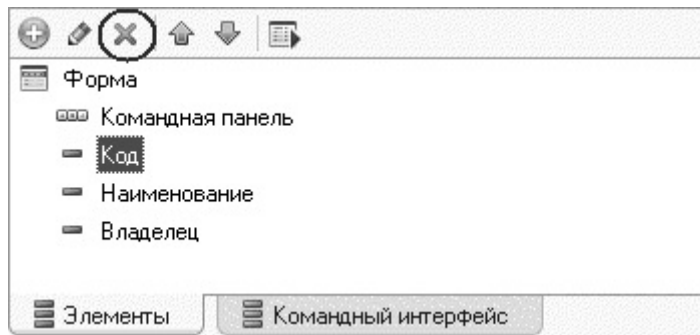 Форма
Командная панель
Код
Наименование
Владелец
Элементы
Командный интерфейс